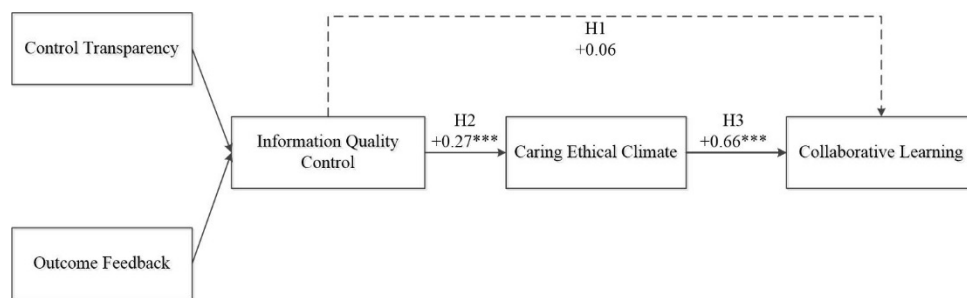 H1
+0.06
Control Transparency
Information Quality
Control
H2
+0.27***
Caring Ethical Climate
H3
+0.66***
Collaborative Learning
Outcome Feedback